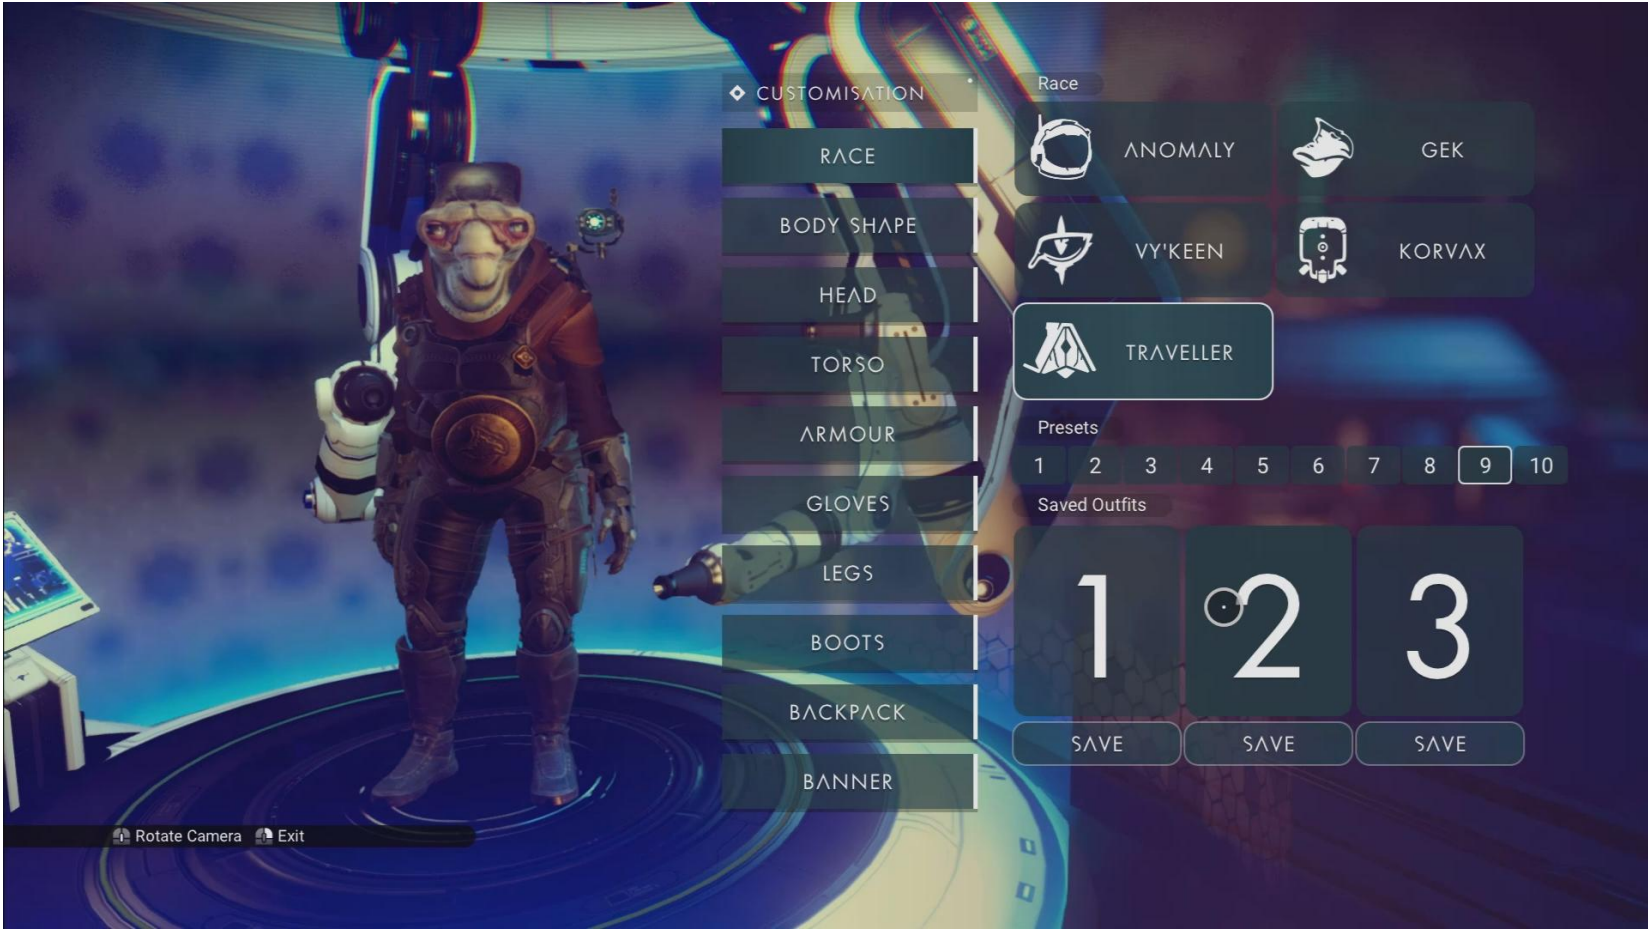 CUSTOMISATION
RACE
BODY SHAPE
HEAD
TORSO
ARMOUR
GLOVES
LEGS
BOOTS
BACKPACK
BANNER
Race
ANOMALY
GEK
VY'KEEN
KORVAX
TRAVELLER
Presets
1 2 3 4 5 6 7 8 9 10
Saved Outfits
1 2 3
SAVE SAVE SAVE
Rotate Camera Exit